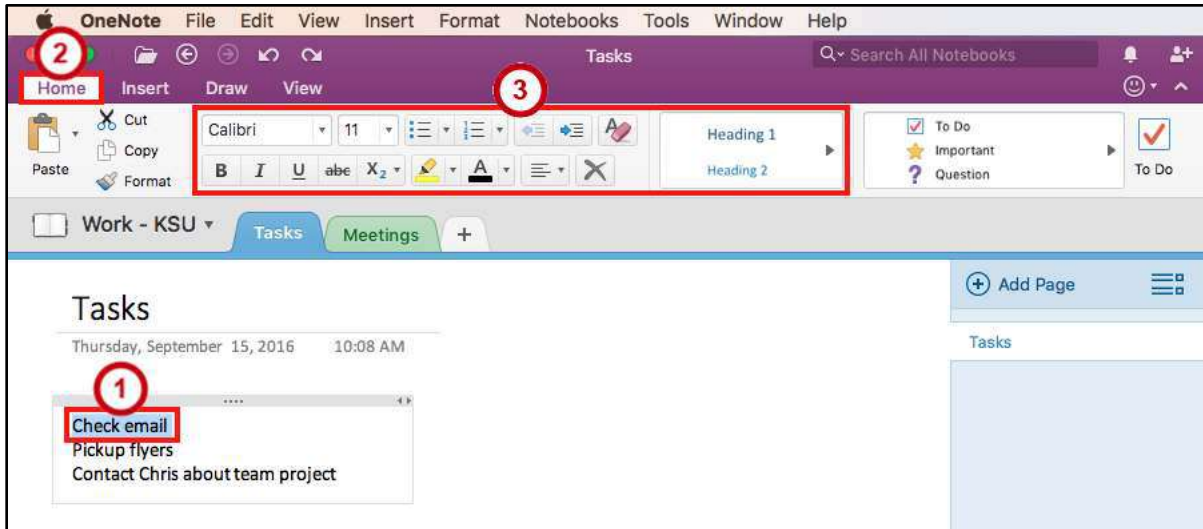 OneNote File Edit View Insert Format Notebooks Tools Window Help
2
Tasks
Search All Notebooks
Home Insert Draw View
3
Paste
Cut
Copy
Format
Calibri 11
B I U abc X2 A
Heading 1
Heading 2
To Do
Important
Question
To Do
Work - KSU Tasks Meetings +
Add Page
Tasks
Tasks
Thursday, September 15, 2016 10:08 AM
1
Check email
Pickup flyers
Contact Chris about team project